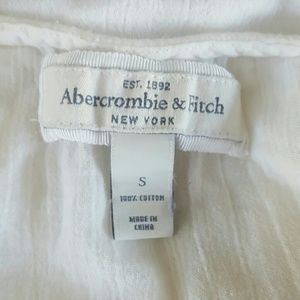 EST. 1892
Abercrombie & Fitch
NEW YORK
S
100% COTTON
MADE IN
CHINA